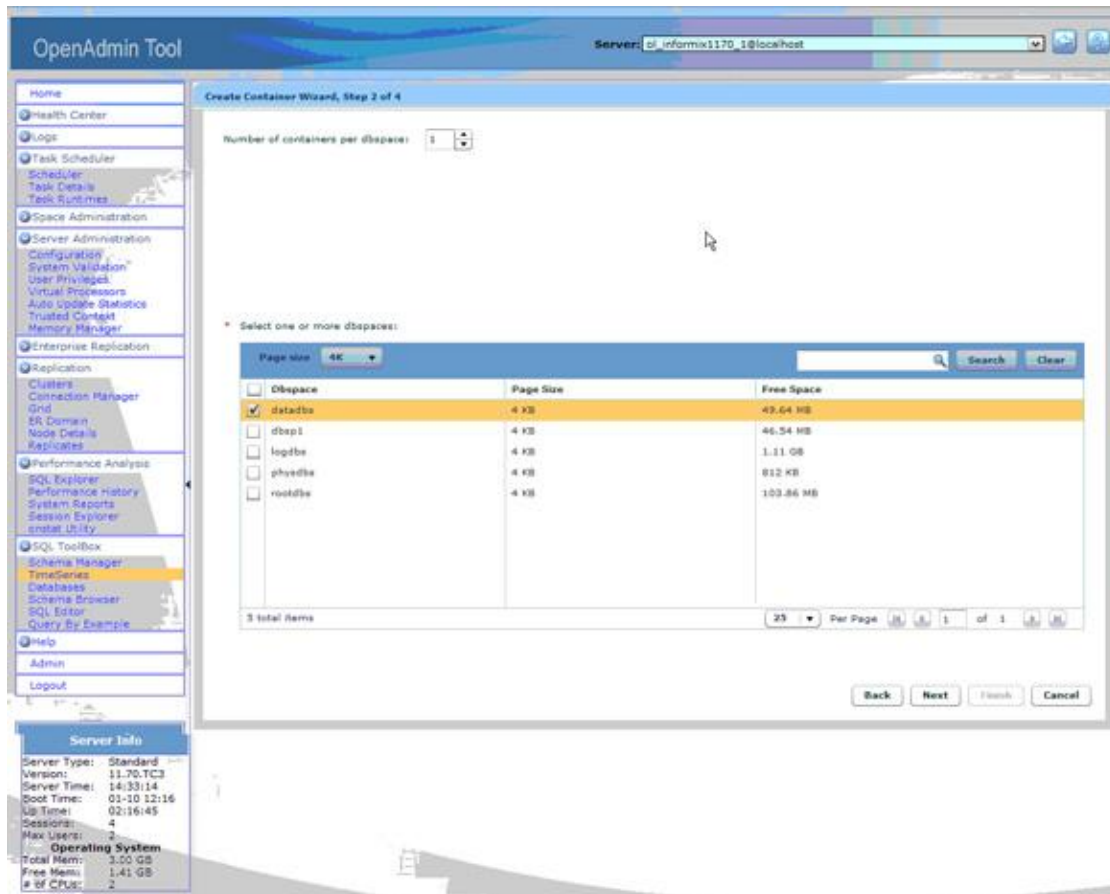 OpenAdmin Tool
Server: ol_informix1170_1@localhost
Home
Health Center
Logs
Task Scheduler
Scheduler
Task Details
Task Runtimes
Space Administration
Server Administration
Configuration
System Validation
User Privileges
Virtual Processors
Auto Update Statistics
Trusted Context
Memory Manager
Enterprise Replication
Replication
Clusters
Connection Manager
Grid
ER Domain
Node Details
Replicates
Performance Analysis
SQL Explorer
Performance History
System Reports
Session Explorer
onstat Utility
SQL ToolBox
Schema Manager
TimeSeries
Databases
Schema Browser
SQL Editor
Query By Example
Help
Admin
Logout
Server Info
Server Type: Standard
Version: 11.70.TC3
Server Time: 14:33:14
Boot Time: 01-10 12:16
Up Time: 02:16:45
Sessions: 4
Max Users: 2
Operating System
Total Mem: 3.00 GB
Free Mem: 1.41 GB
# of CPUs: 2
Create Container Wizard, Step 2 of 4
Number of containers per dbspace: 1
* Select one or more dbspaces:
Page size 4K Search Clear
Dbspace Page Size Free Space
datadbs 4 KB 49.64 MB
dbsp1 4 KB 46.54 MB
logdbs 4 KB 1.11 GB
physdbs 4 KB 812 KB
rootdbs 4 KB 103.86 MB
5 total items 25 Per Page 1 of 1
Back Next Finish Cancel